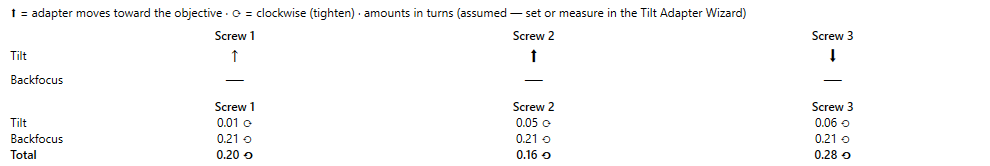 ⬆ = adapter moves toward the objective · ⟳ = clockwise (tighten) · amounts in turns (assumed — set or measure in the Tilt Adapter Wizard)
Screw 1 Screw 2 Screw 3
Tilt ↑ ⬆ ⬇
Backfocus — — —
Screw 1 Screw 2 Screw 3
Tilt 0.01 ⟳ 0.05 ⟳ 0.06 ⟲
Backfocus 0.21 ⟲ 0.21 ⟲ 0.21 ⟲
Total 0.20 ⟲ 0.16 ⟲ 0.28 ⟲